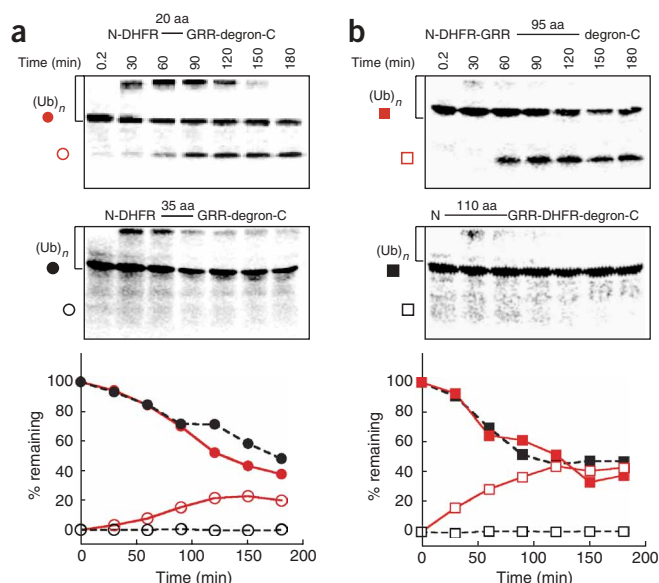 a
20 aa
N-DHFR GRR-degron-C
Time (min) 0.2 30 60 90 120 150 180
(Ub)n
35 aa
N-DHFR GRR-degron-C
(Ub)n
% remaining
100
80
60
40
20
0
0 50 100 150 200
Time (min)
b
N-DHFR-GRR 95 aa degron-C
Time (min) 0.2 30 60 90 120 150 180
(Ub)n
110 aa
N GRR-DHFR-degron-C
(Ub)n
% remaining
100
80
60
40
20
0
0 50 100 150 200
Time (min)